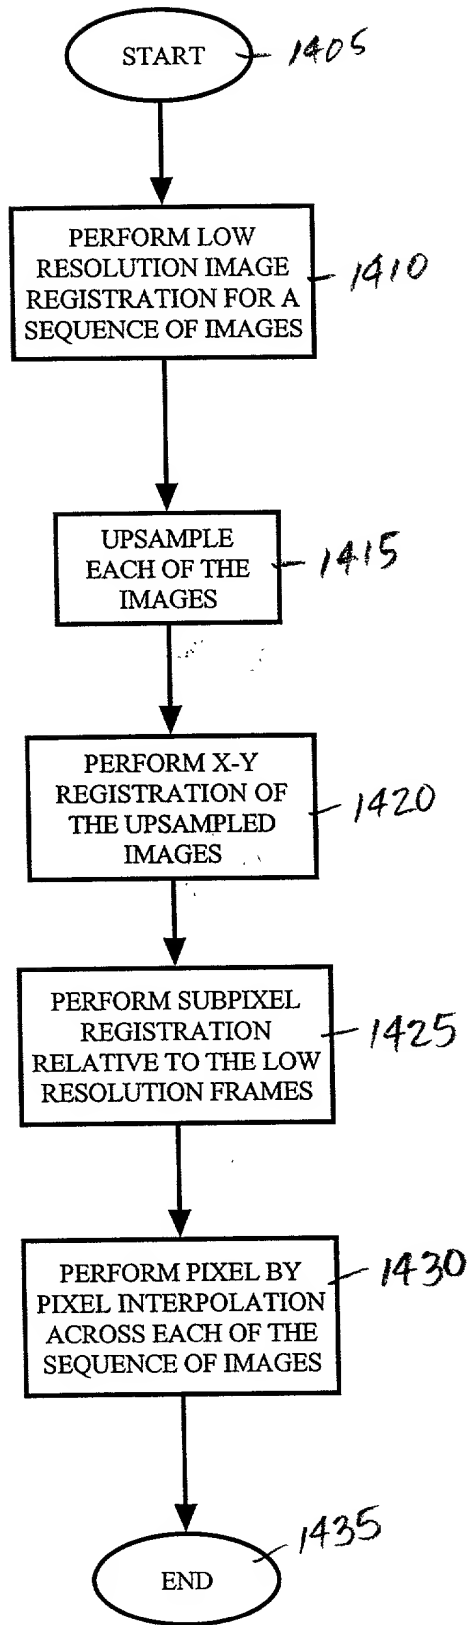 START
1405
PERFORM LOW
RESOLUTION IMAGE
REGISTRATION FOR A
SEQUENCE OF IMAGES
1410
UPSAMPLE
EACH OF THE
IMAGES
1415
PERFORM X-Y
REGISTRATION OF
THE UPSAMPLED
IMAGES
1420
PERFORM SUBPIXEL
REGISTRATION
RELATIVE TO THE LOW
RESOLUTION FRAMES
1425
PERFORM PIXEL BY
PIXEL INTERPOLATION
ACROSS EACH OF THE
SEQUENCE OF IMAGES
1430
END
1435